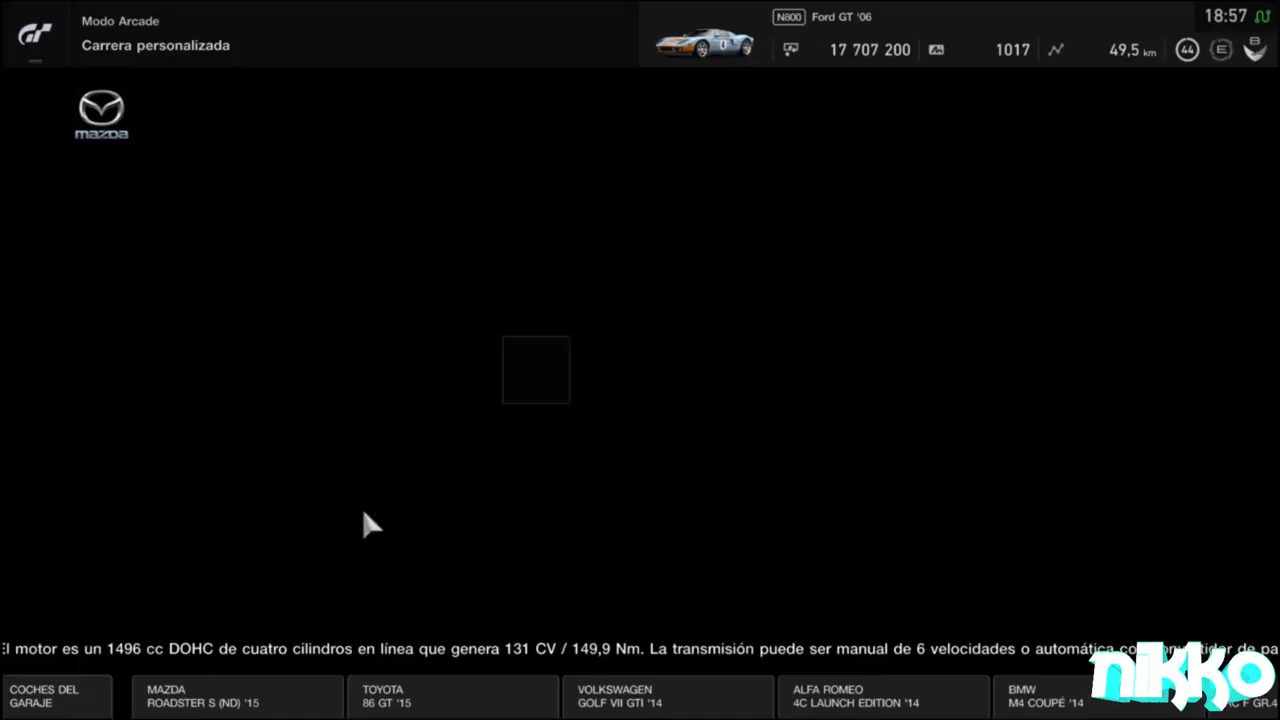 Modo Arcade
Carrera personalizada
N800 Ford GT '06
17 707 200
1017
49,5 km
44
E
B
18:57
mazda
El motor es un 1496 cc DOHC de cuatro cilindros en línea que genera 131 CV / 149,9 Nm. La transmisión puede ser manual de 6 velocidades o automática
nikko
COCHES DEL
GARAJE
MAZDA
ROADSTER S (ND) '15
TOYOTA
86 GT '15
VOLKSWAGEN
GOLF VII GTI '14
ALFA ROMEO
4C LAUNCH EDITION '14
BMW
M4 COUPÉ '14